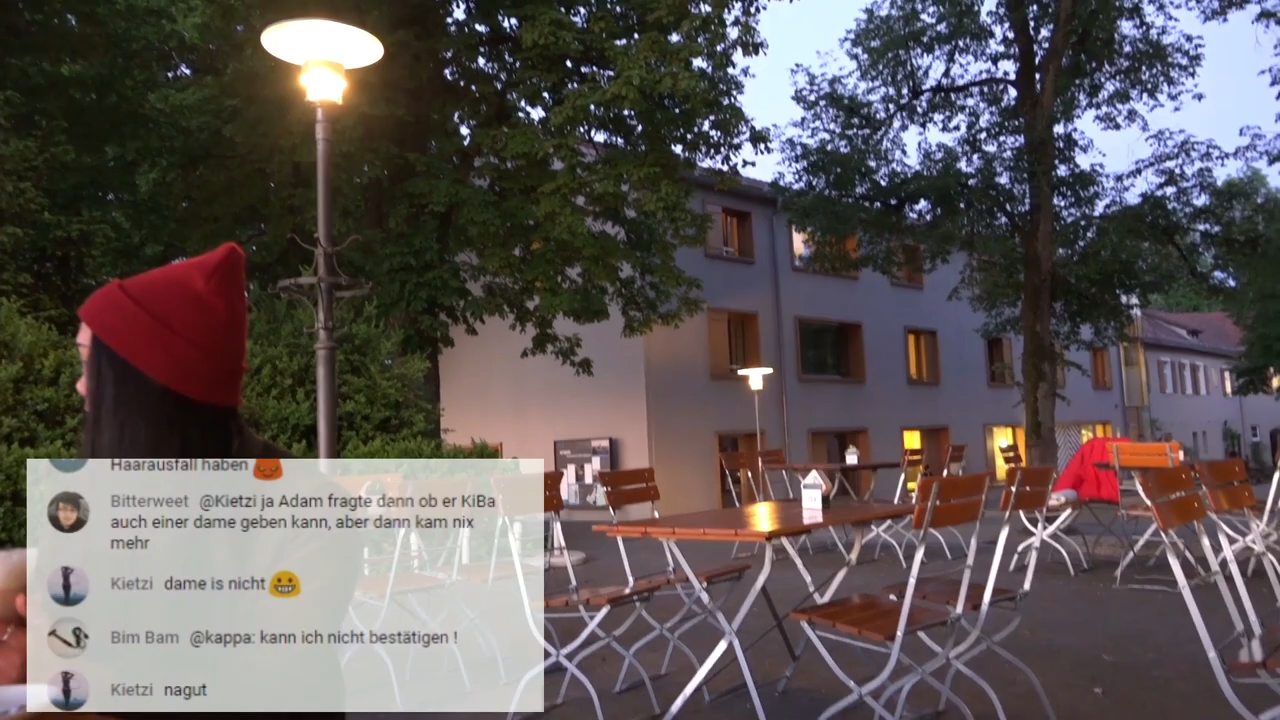 Haarausfall haben
Bitterweet @Kietzi ja Adam fragte dann ob er KiBa
auch einer dame geben kann, aber dann kam nix
mehr
Kietzi dame is nicht
Bim Bam @kappa: kann ich nicht bestätigen !
Kietzi nagut